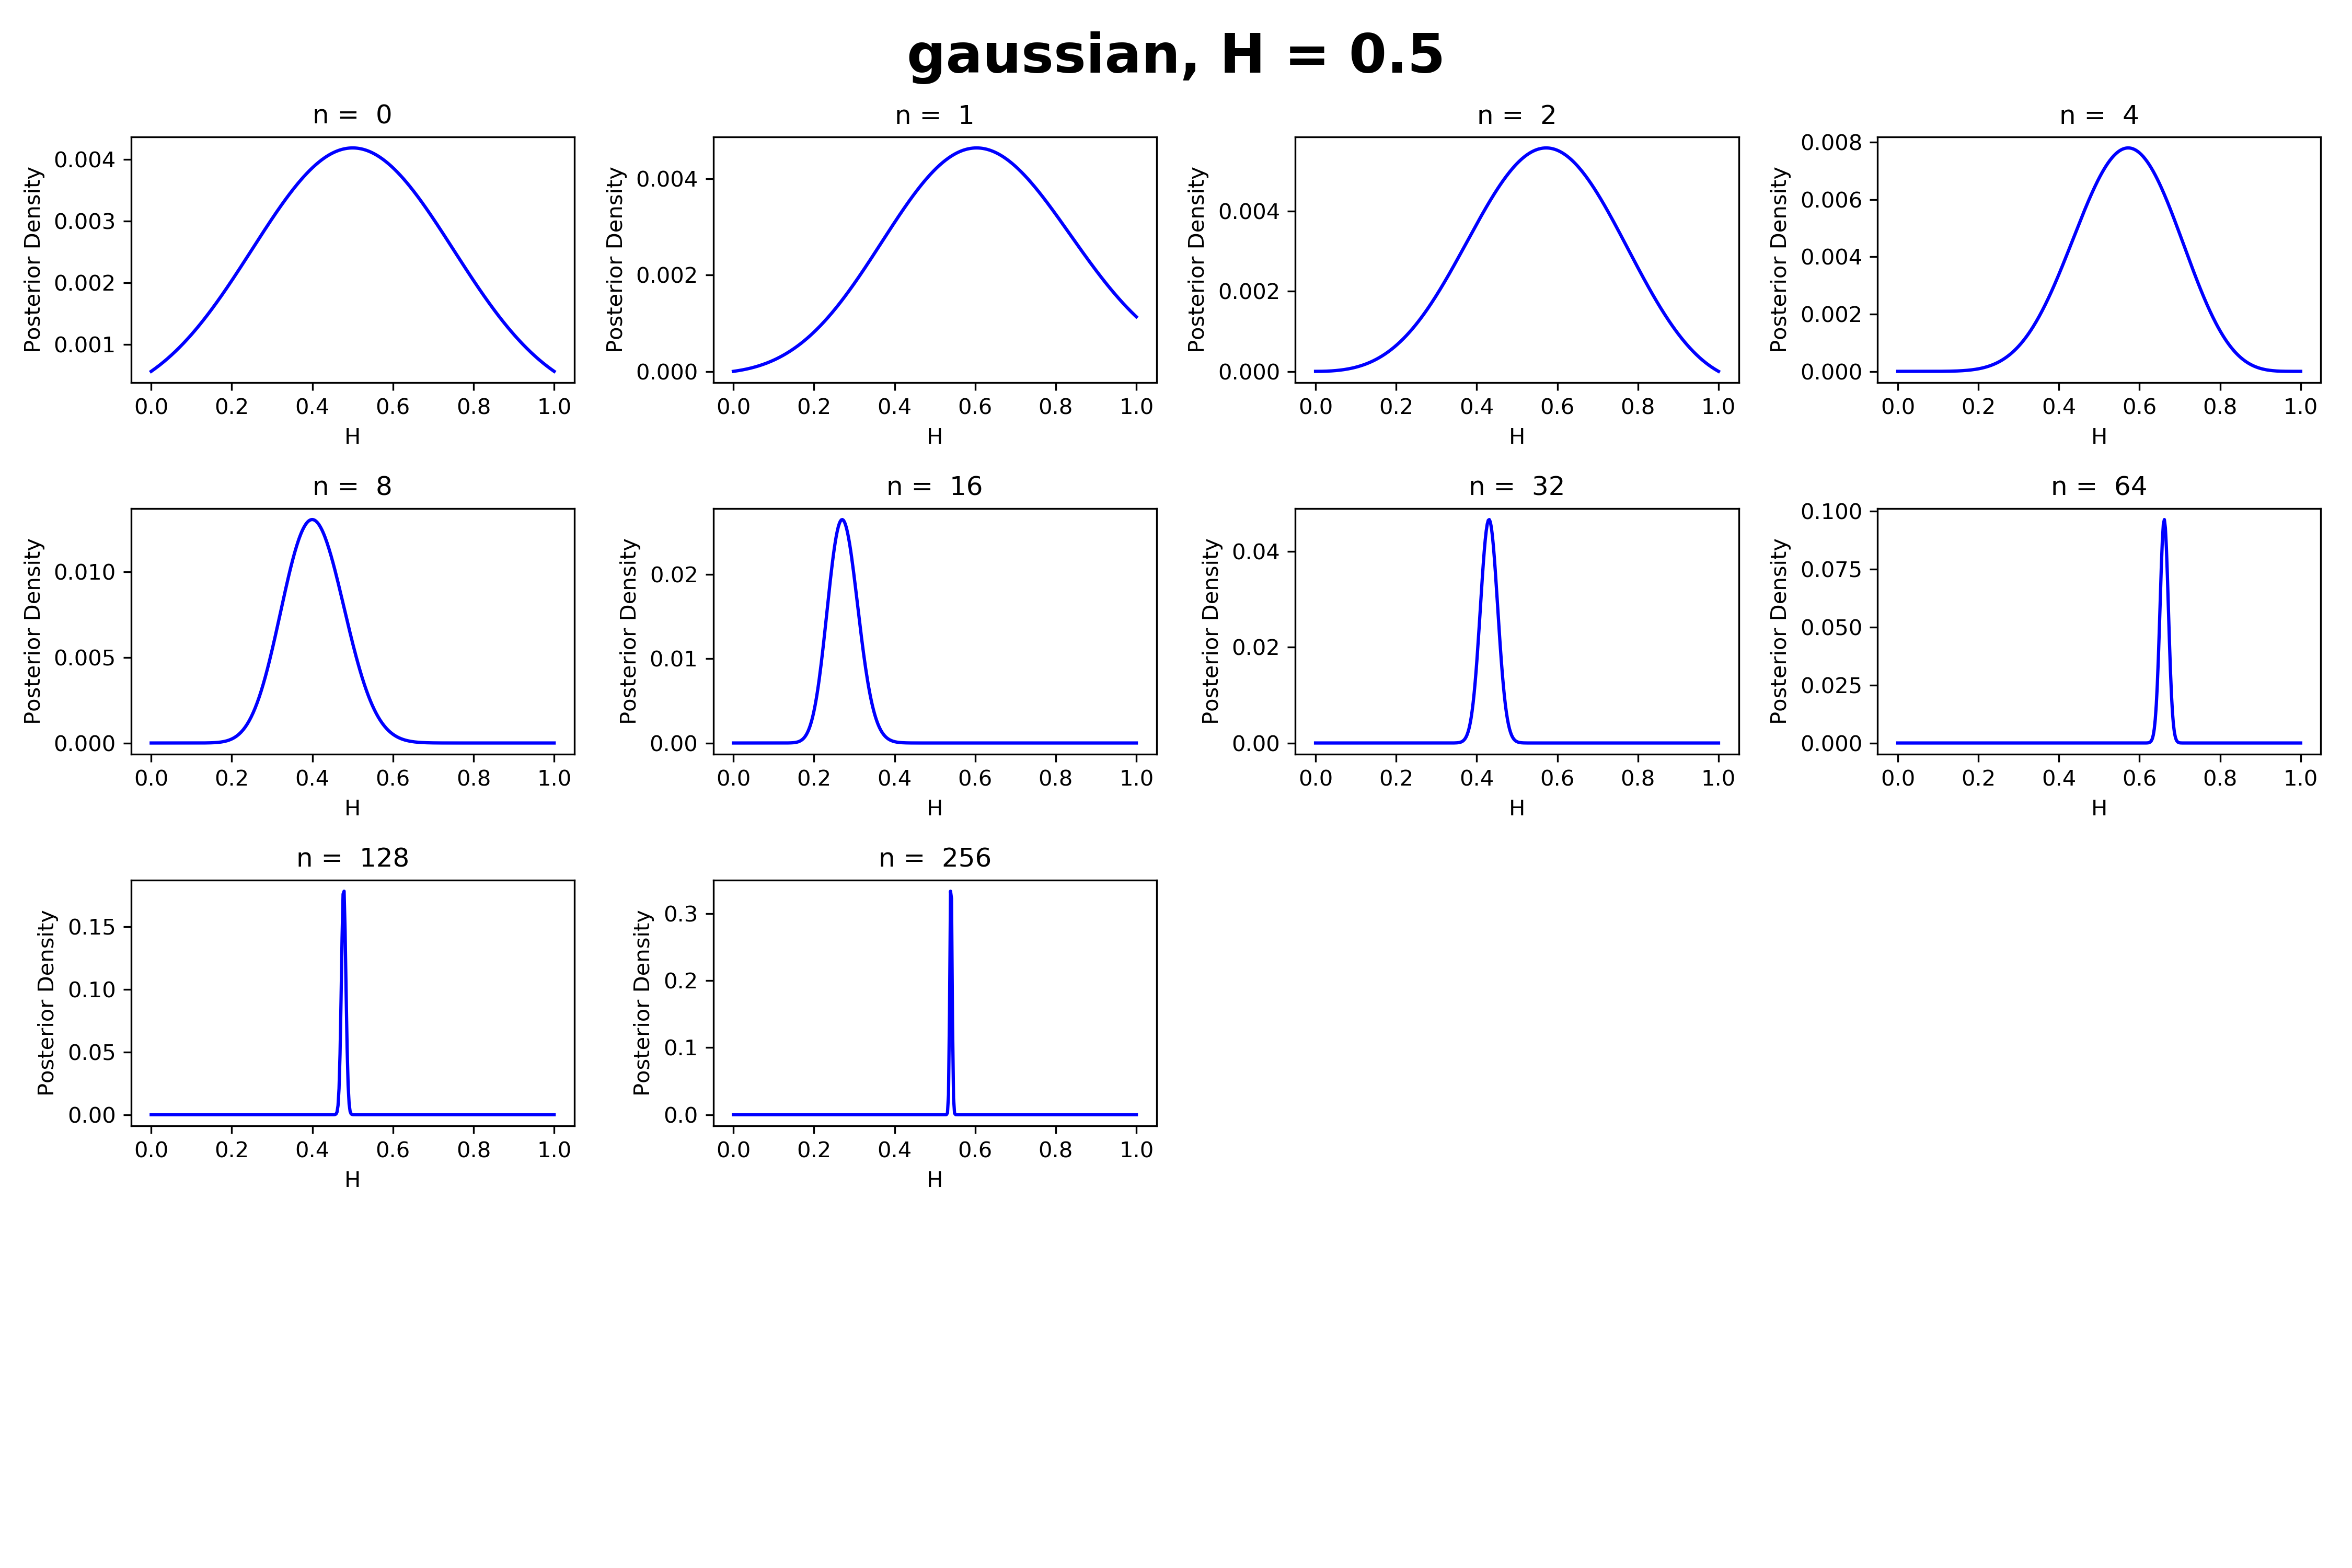 gaussian, H = 0.5
n =  0
n =  1
n =  2
n =  4
Posterior Density
0.004
0.003
0.002
0.001
0.0 0.2 0.4 0.6 0.8 1.0
H
Posterior Density
0.004
0.002
0.000
0.0 0.2 0.4 0.6 0.8 1.0
H
Posterior Density
0.004
0.002
0.000
0.0 0.2 0.4 0.6 0.8 1.0
H
Posterior Density
0.008
0.006
0.004
0.002
0.000
0.0 0.2 0.4 0.6 0.8 1.0
H
n =  8
n =  16
n =  32
n =  64
Posterior Density
0.010
0.005
0.000
0.0 0.2 0.4 0.6 0.8 1.0
H
Posterior Density
0.02
0.01
0.00
0.0 0.2 0.4 0.6 0.8 1.0
H
Posterior Density
0.04
0.02
0.00
0.0 0.2 0.4 0.6 0.8 1.0
H
Posterior Density
0.100
0.075
0.050
0.025
0.000
0.0 0.2 0.4 0.6 0.8 1.0
H
n =  128
n =  256
Posterior Density
0.15
0.10
0.05
0.00
0.0 0.2 0.4 0.6 0.8 1.0
H
Posterior Density
0.3
0.2
0.1
0.0
0.0 0.2 0.4 0.6 0.8 1.0
H